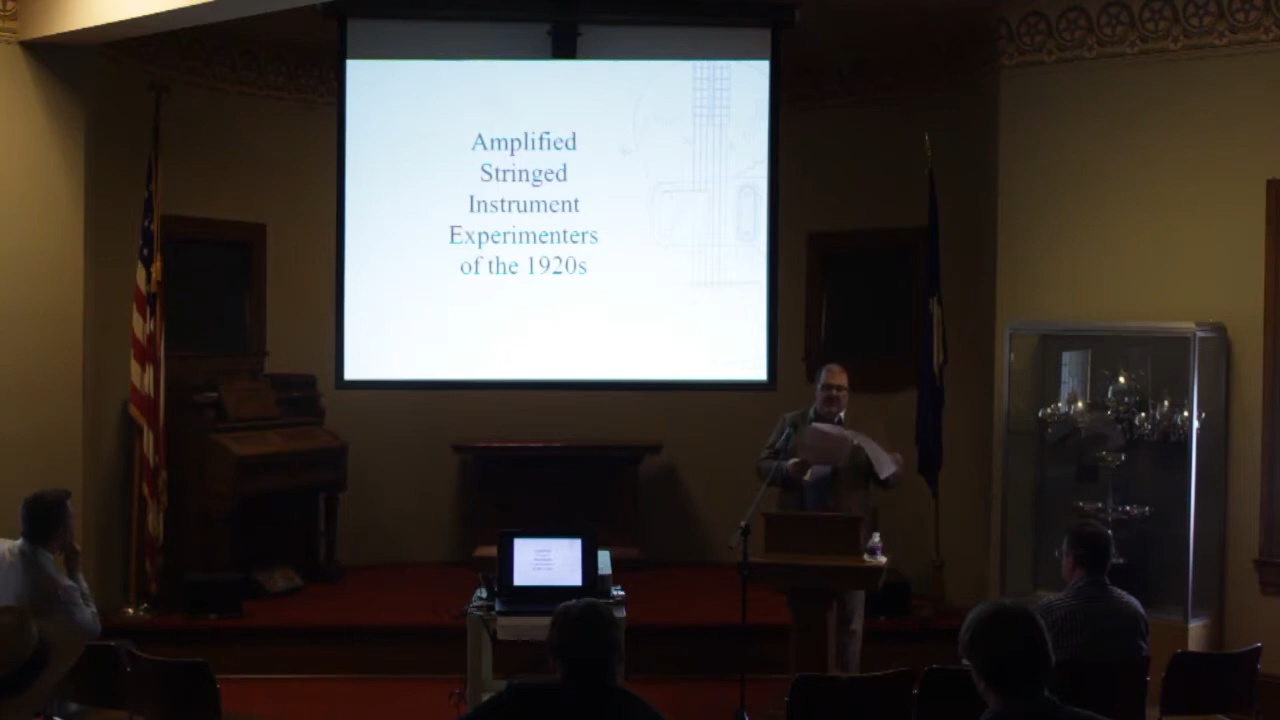 Amplified
Stringed
Instrument
Experimenters
of the 1920s